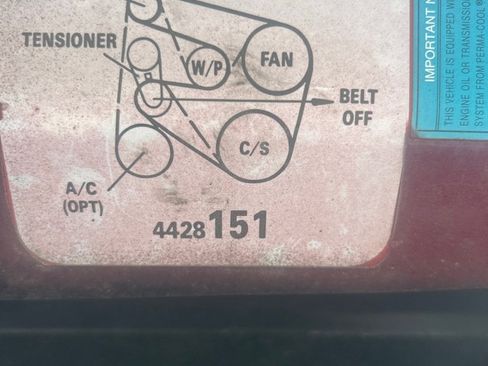 TENSIONER
W/P
FAN
BELT
OFF
C/S
A/C
(OPT)
4428151
IMPORTANT N
THIS VEHICLE IS EQUIPPED WI
ENGINE OIL OR TRANSMISSION
SYSTEM FROM PERMA-COOL®